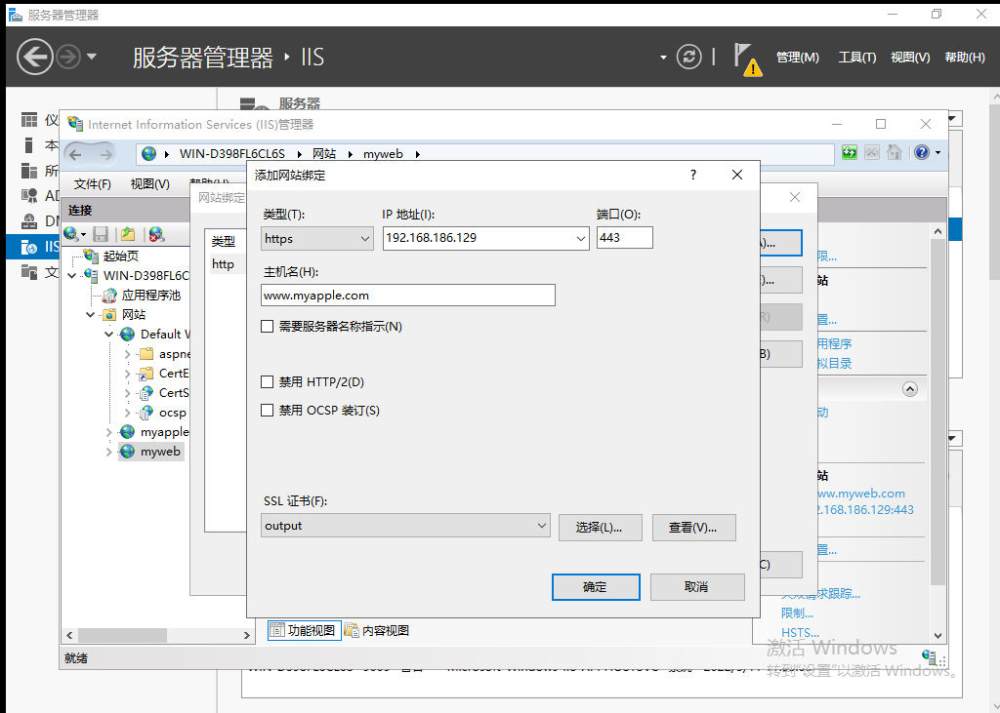 服务器管理器
服务器管理器 ‣ IIS
管理(M) 工具(T) 视图(V) 帮助(H)
服务器
Internet Information Services (IIS)管理器
WIN-D398FL6CL6S 网站 myweb
文件(F) 视图(V) 帮助(H)
连接
起始页
WIN-D398FL6C
应用程序池
网站
Default W
aspne
CertE
CertS
ocsp
myapple
myweb
就绪
网站绑定
类型
http
添加网站绑定
?
类型(T):
IP 地址(I):
端口(O):
https
192.168.186.129
443
主机名(H):
www.myapple.com
需要服务器名称指示(N)
禁用 HTTP/2(D)
禁用 OCSP 装订(S)
SSL 证书(F):
output
选择(L)...
查看(V)...
确定
取消
)...
)...
R)
B)
C)
限...
站
置...
用程序
拟目录
动
站
ww.myweb.com
2.168.186.129:443
置...
失败请求跟踪...
限制...
HSTS...
功能视图
内容视图
仪
本
所
AD
IIS
文
激活 Windows
转到"设置"以激活 Windows。